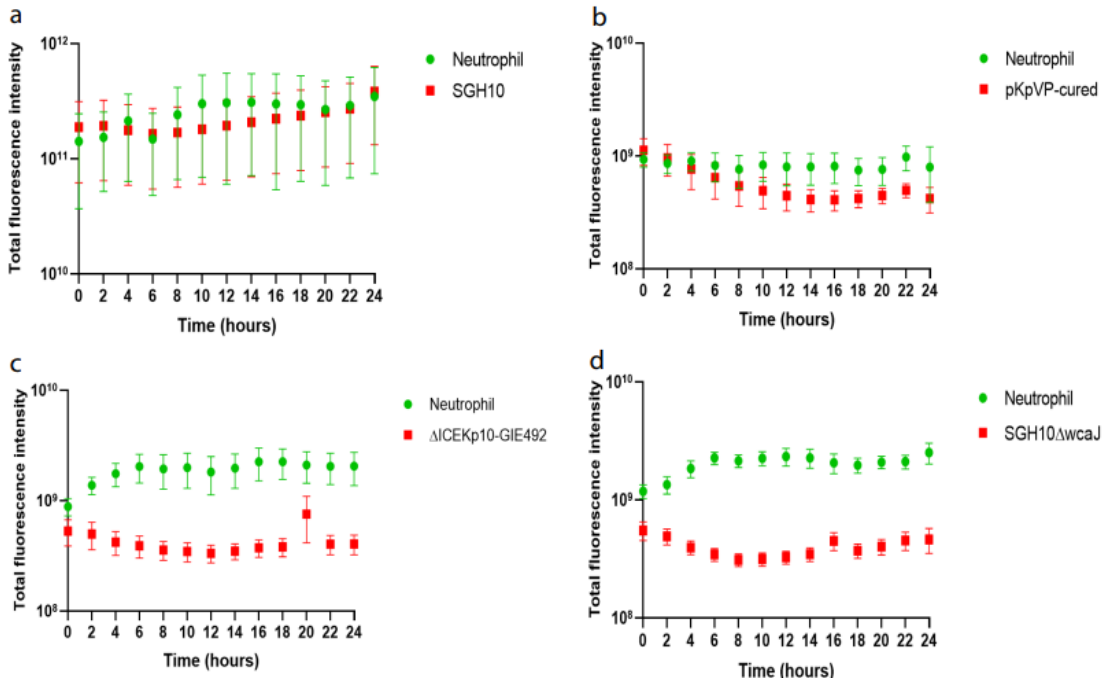 a
Total fluorescence intensity
10¹²
10¹¹
10¹⁰
0 2 4 6 8 10 12 14 16 18 20 22 24
Time (hours)
Neutrophil
SGH10
b
Total fluorescence intensity
10¹⁰
10⁹
10⁸
0 2 4 6 8 10 12 14 16 18 20 22 24
Time (hours)
Neutrophil
pKpVP-cured
c
Total fluorescence intensity
10¹⁰
10⁹
10⁸
0 2 4 6 8 10 12 14 16 18 20 22 24
Time (hours)
Neutrophil
ΔICEKp10-GIE492
d
Total fluorescence intensity
10¹⁰
10⁹
10⁸
0 2 4 6 8 10 12 14 16 18 20 22 24
Time (hours)
Neutrophil
SGH10ΔwcaJ